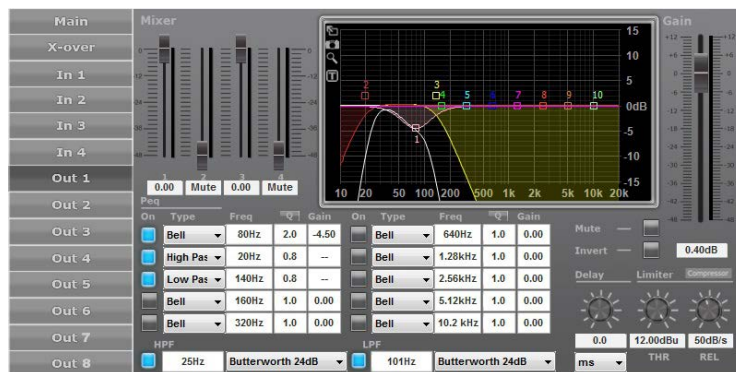 Main
X-over
In 1
In 2
In 3
In 4
Out 1
Out 2
Out 3
Out 4
Out 5
Out 6
Out 7
Out 8
Mixer
1 2 3 4
0.00 Mute 0.00 Mute
15
10
5
0dB
-5
-10
-15
2 3 4 5 6 7 8 9 10
1
10 20 50 100 200 500 1k 2k 5k 10k 20k
Gain
Peq
On Type Freq Q Gain On Type Freq Q Gain
Bell 80Hz 2.0 -4.50 Bell 640Hz 1.0 0.00
High Pas 20Hz 0.8 -- Bell 1.28kHz 1.0 0.00
Low Pas 140Hz 0.8 -- Bell 2.56kHz 1.0 0.00
Bell 160Hz 1.0 0.00 Bell 5.12kHz 1.0 0.00
Bell 320Hz 1.0 0.00 Bell 10.2 kHz 1.0 0.00
HPF LPF
25Hz Butterworth 24dB 101Hz Butterworth 24dB
Mute
Invert 0.40dB
Delay Limiter Compressor
0.0 12.00dBu 50dB/s
ms THR REL